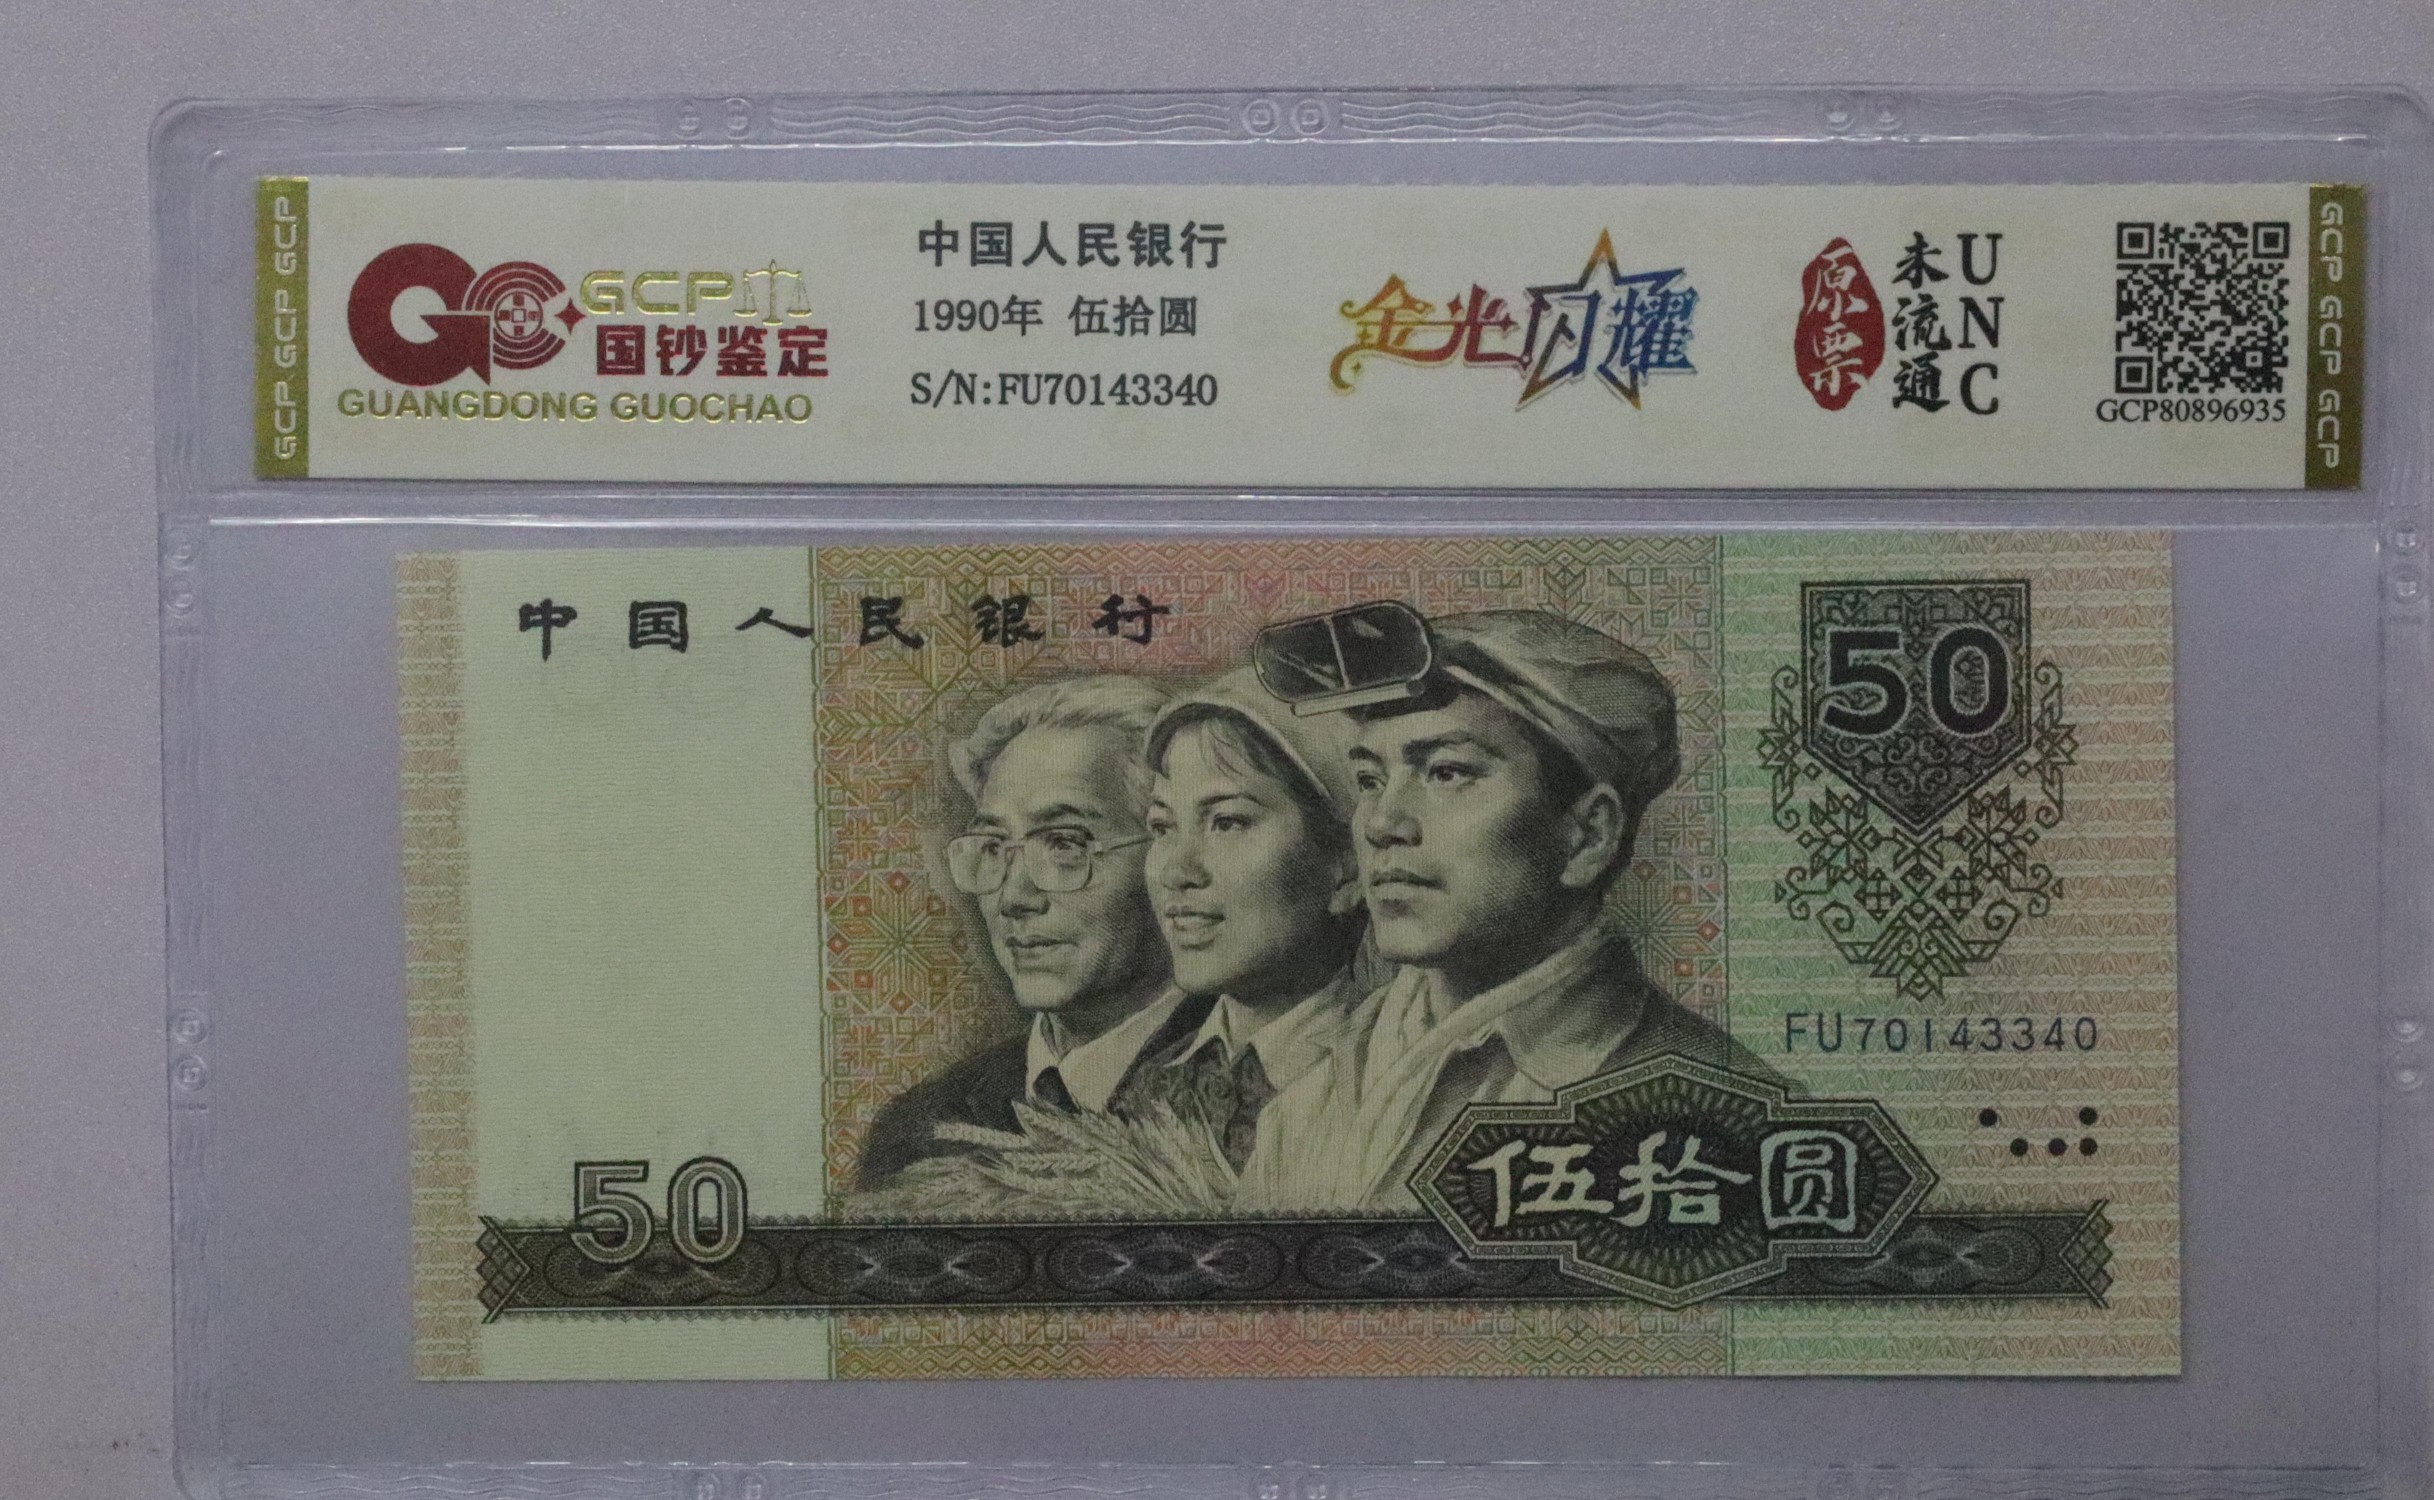 GCP GCP GCP
GCP
国钞鉴定
GUANGDONG GUOCHAO
中国人民银行
1990年 伍拾圆
S/N:FU70143340
金光闪耀
原票
未流通
UNC
GCP80896935
GCP GCP GCP
中国人民银行
50
FU70143340
50
伍拾圆